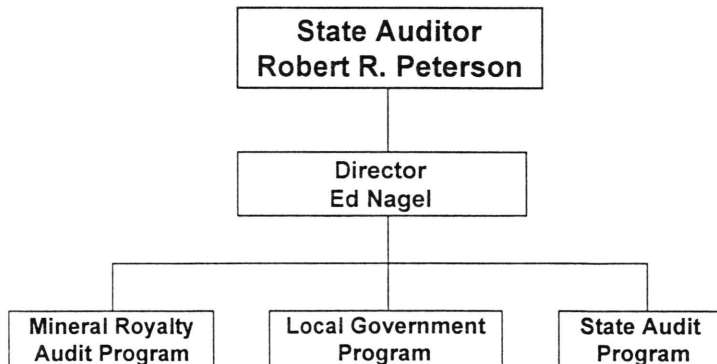 State Auditor
Robert R. Peterson
Director
Ed Nagel
Mineral Royalty
Audit Program
Local Government
Program
State Audit
Program